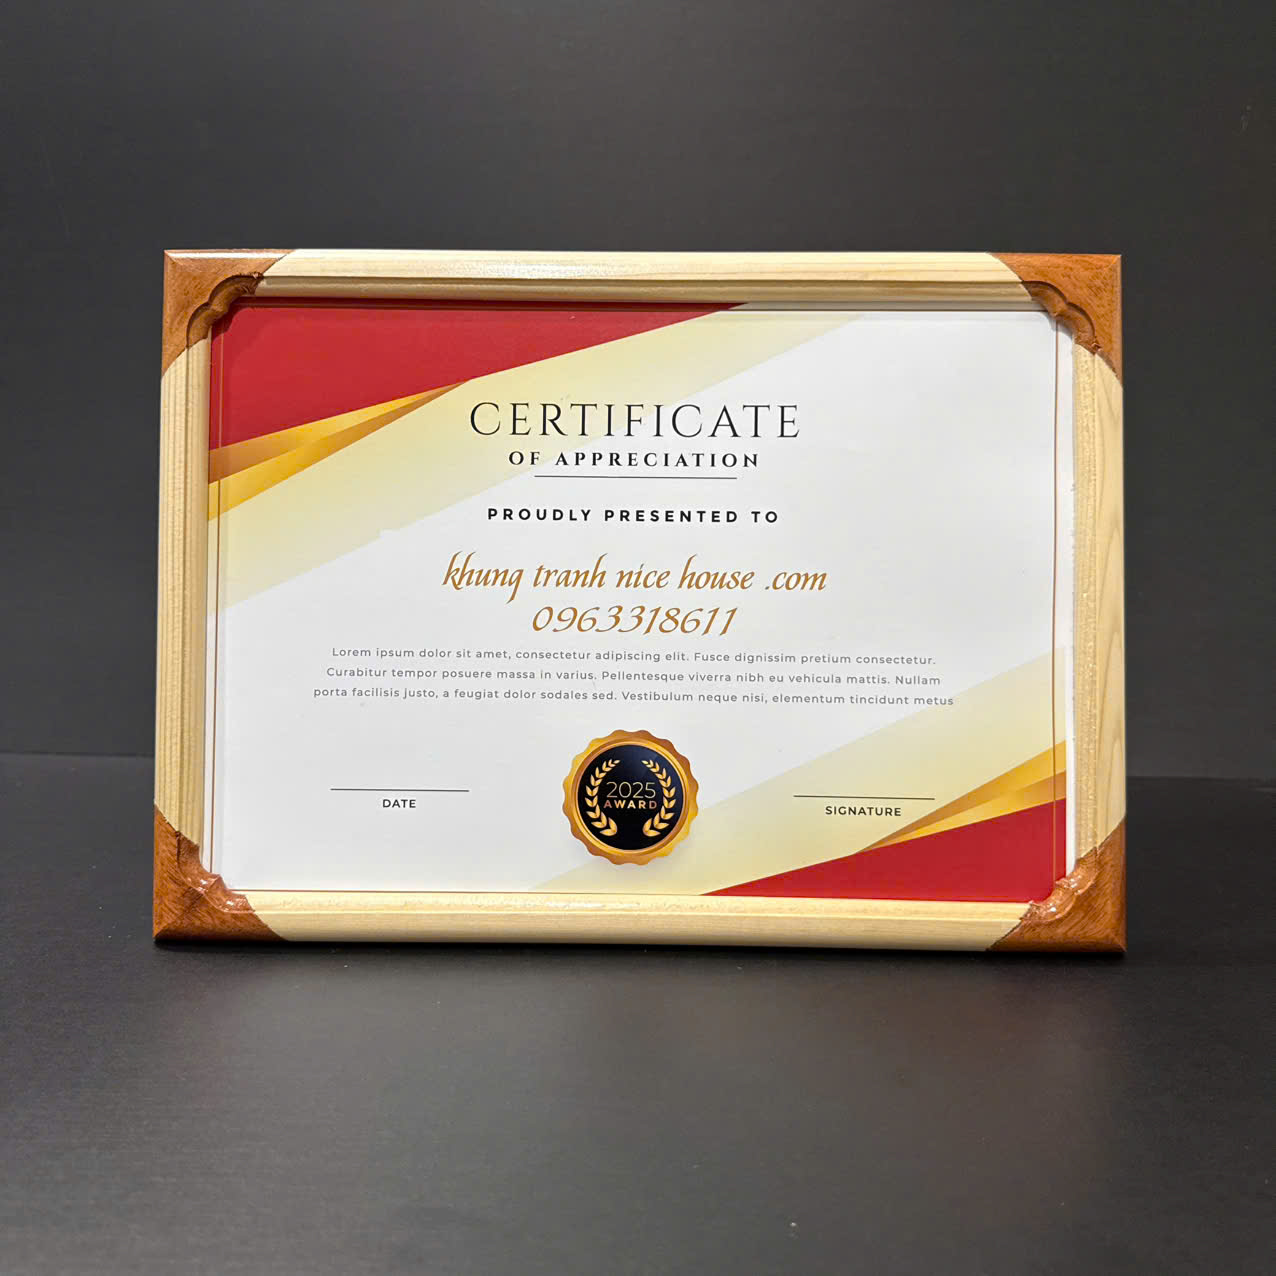 CERTIFICATE
OF APPRECIATION
PROUDLY PRESENTED TO
khung tranh nice house .com
0963318611
Lorem ipsum dolor sit amet, consectetur adipiscing elit. Fusce dignissim pretium consectetur.
Curabitur tempor posuere massa in varius. Pellentesque viverra nibh eu vehicula mattis. Nullam
porta facilisis justo, a feugiat dolor sodales sed. Vestibulum neque nisi, elementum tincidunt metus
DATE
2025
AWARD
SIGNATURE